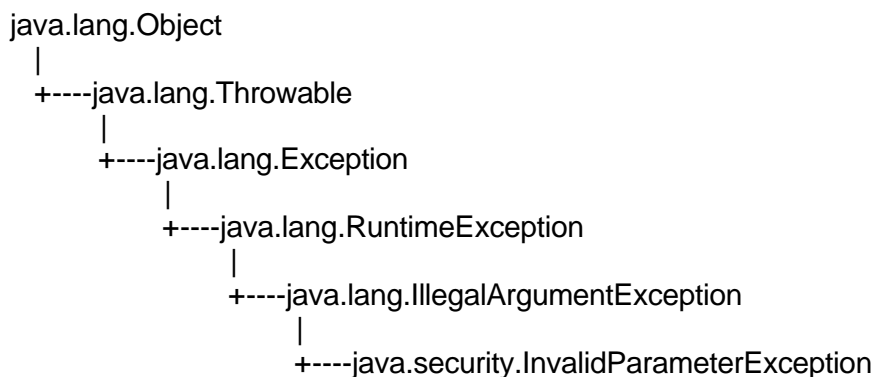 java.lang.Object
|
+----java.lang.Throwable
|
+----java.lang.Exception
|
+----java.lang.RuntimeException
|
+----java.lang.IllegalArgumentException
|
+----java.security.InvalidParameterException